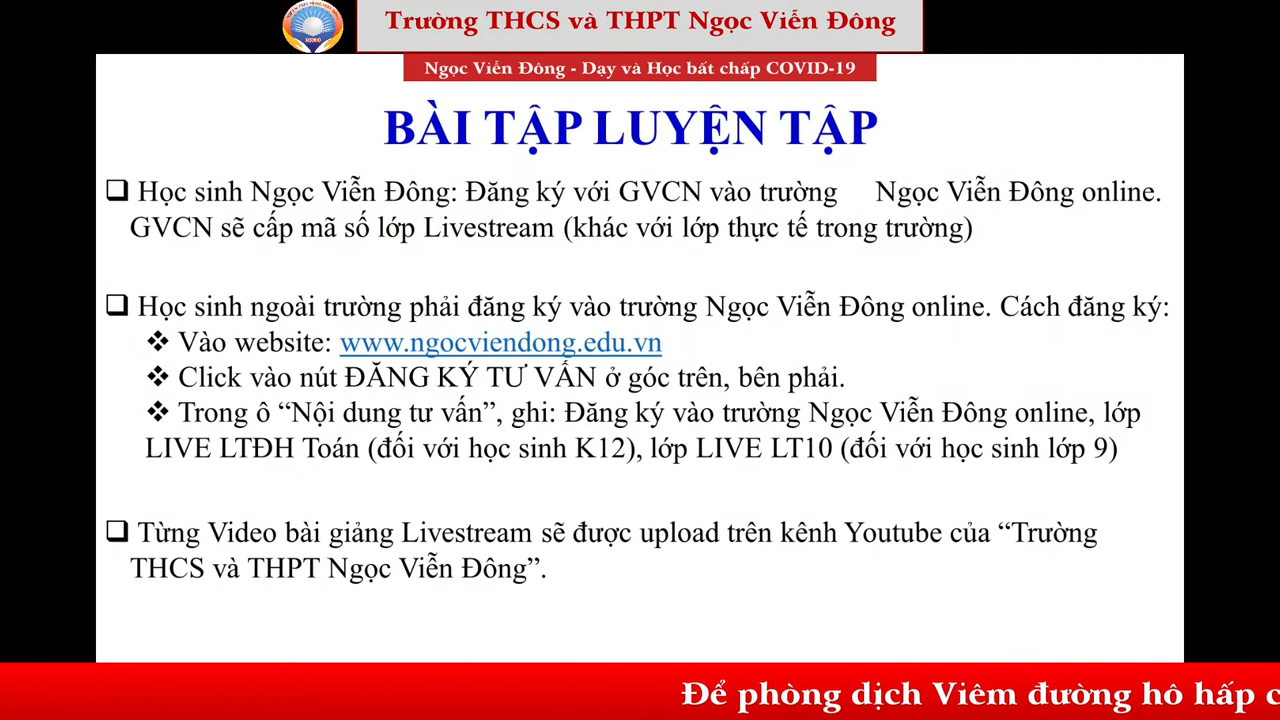 Trường THCS và THPT Ngọc Viễn Đông
Ngọc Viễn Đông - Dạy và Học bất chấp COVID-19
BÀI TẬP LUYỆN TẬP
Học sinh Ngọc Viễn Đông: Đăng ký với GVCN vào trường Ngọc Viễn Đông online.
GVCN sẽ cấp mã số lớp Livestream (khác với lớp thực tế trong trường)
Học sinh ngoài trường phải đăng ký vào trường Ngọc Viễn Đông online. Cách đăng ký:
Vào website: www.ngocviendong.edu.vn
Click vào nút ĐĂNG KÝ TƯ VẤN ở góc trên, bên phải.
Trong ô “Nội dung tư vấn”, ghi: Đăng ký vào trường Ngọc Viễn Đông online, lớp
LIVE LTĐH Toán (đối với học sinh K12), lớp LIVE LT10 (đối với học sinh lớp 9)
Từng Video bài giảng Livestream sẽ được upload trên kênh Youtube của “Trường
THCS và THPT Ngọc Viễn Đông”.
Để phòng dịch Viêm đường hô hấp c